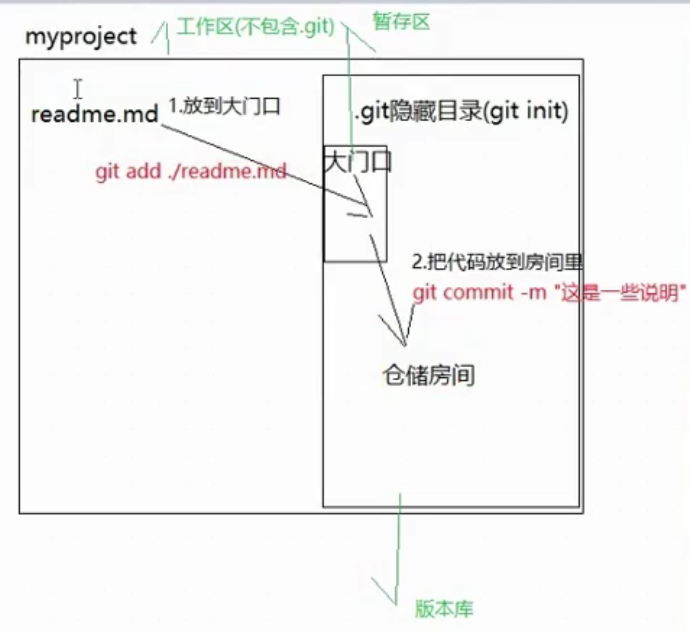 工作区(不包含.git)
暂存区
myproject
readme.md
1.放到大门口
.git隐藏目录(git init)
大门口
git add ./readme.md
2.把代码放到房间里
git commit -m "这是一些说明"
仓储房间
版本库